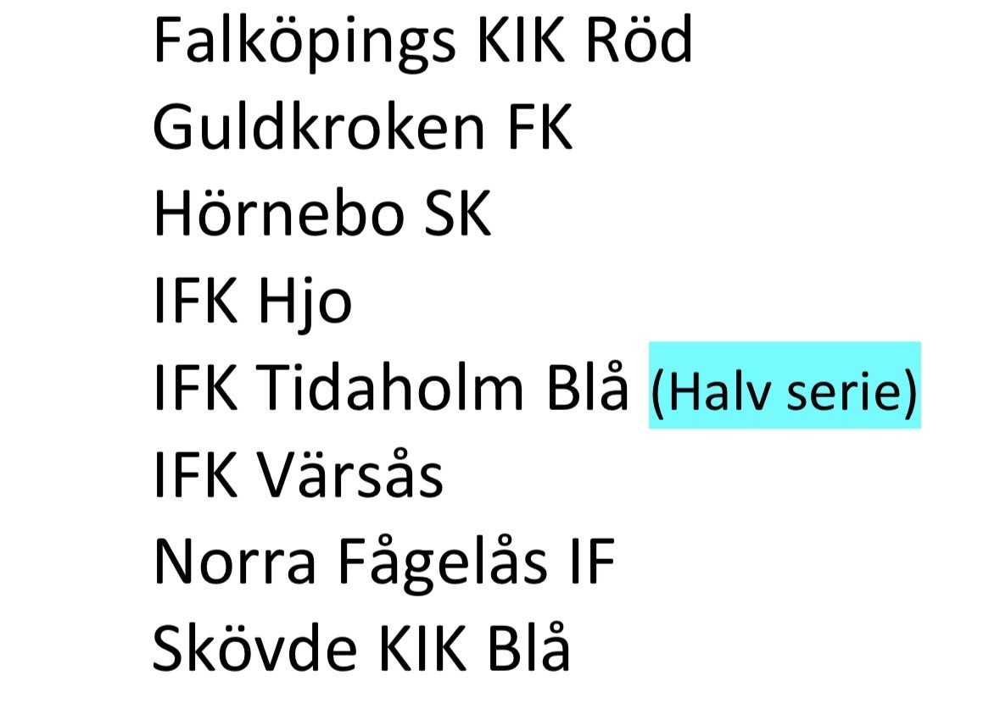 Falköpings KIK Röd
Guldkroken FK
Hörnebo SK
IFK Hjo
IFK Tidaholm Blå (Halv serie)
IFK Värsås
Norra Fågelås IF
Skövde KIK Blå